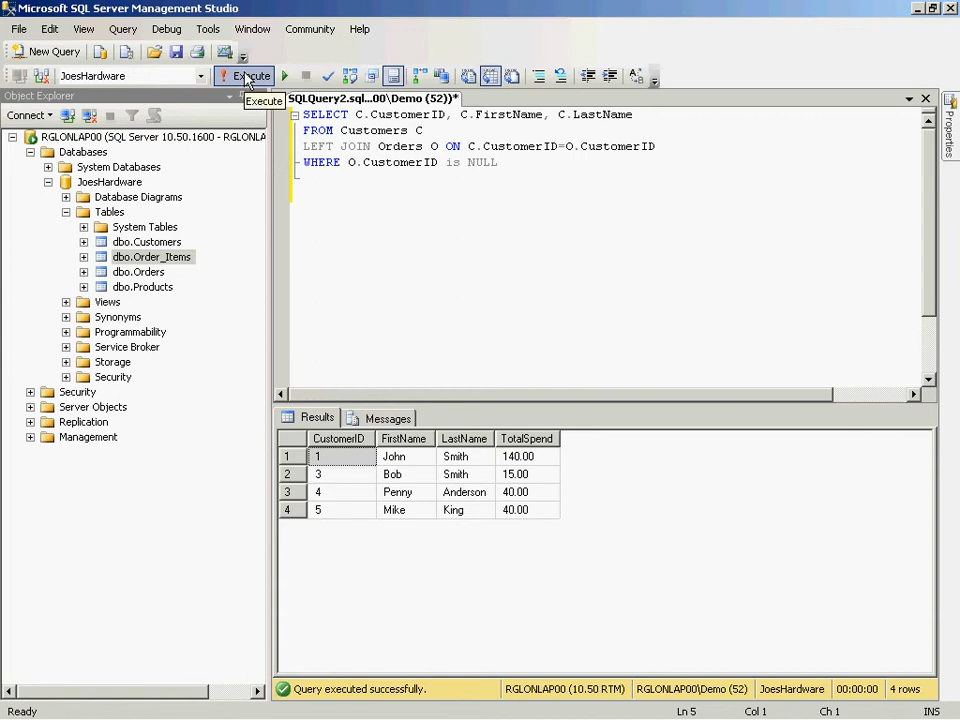 Microsoft SQL Server Management Studio
File Edit View Query Debug Tools Window Community Help
New Query
JoesHardware Execute
Object Explorer
Execute
SQLQuery2.sql...00\Demo (52))*
Connect
RGLONLAP00 (SQL Server 10.50.1600 - RGLONLA
Databases
System Databases
JoesHardware
Database Diagrams
Tables
System Tables
dbo.Customers
dbo.Order_Items
dbo.Orders
dbo.Products
Views
Synonyms
Programmability
Service Broker
Storage
Security
Security
Server Objects
Replication
Management
SELECT C.CustomerID, C.FirstName, C.LastName
FROM Customers C
LEFT JOIN Orders O ON C.CustomerID=O.CustomerID
WHERE O.CustomerID is NULL
Properties
Results Messages
CustomerID FirstName LastName TotalSpend
1 1 John Smith 140.00
2 3 Bob Smith 15.00
3 4 Penny Anderson 40.00
4 5 Mike King 40.00
Query executed successfully. RGLONLAP00 (10.50 RTM) RGLONLAP00\Demo (52) JoesHardware 00:00:00 4 rows
Ready Ln 5 Col 1 Ch 1 INS